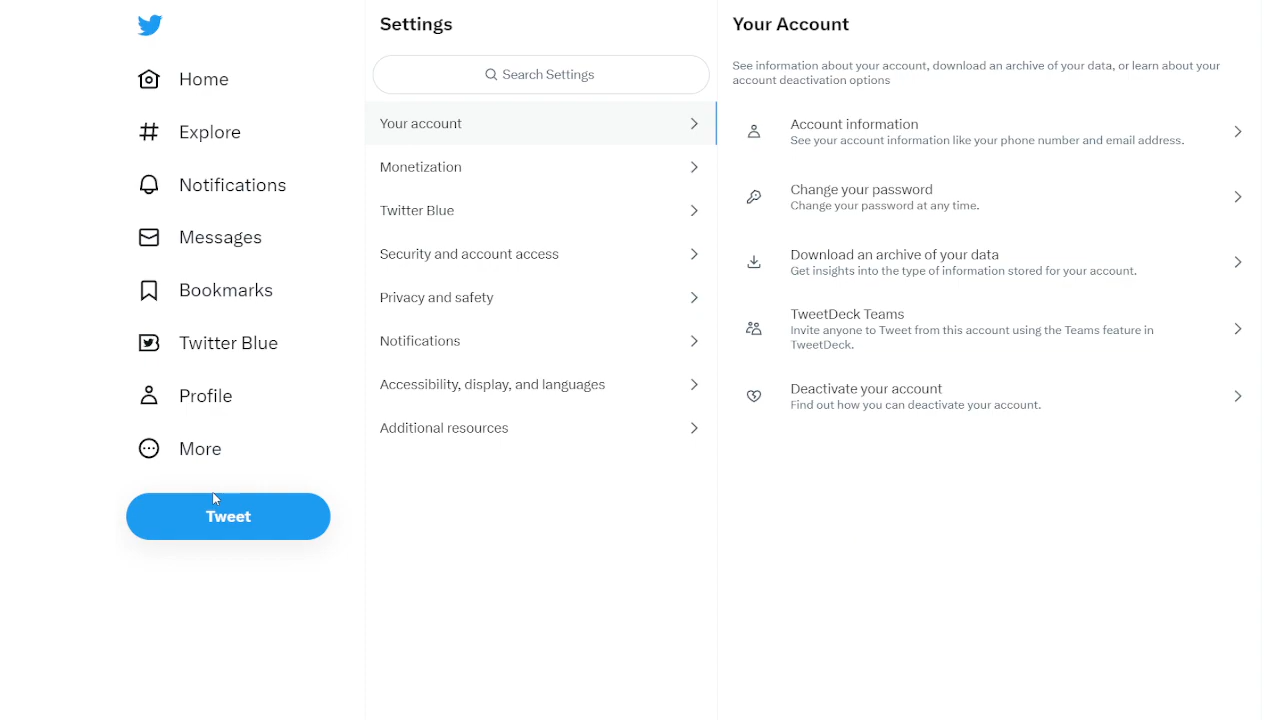 Home
Explore
Notifications
Messages
Bookmarks
Twitter Blue
Profile
More
Tweet
Settings
Search Settings
Your account
Monetization
Twitter Blue
Security and account access
Privacy and safety
Notifications
Accessibility, display, and languages
Additional resources
Your Account
See information about your account, download an archive of your data, or learn about your
account deactivation options
Account information
See your account information like your phone number and email address.
Change your password
Change your password at any time.
Download an archive of your data
Get insights into the type of information stored for your account.
TweetDeck Teams
Invite anyone to Tweet from this account using the Teams feature in
TweetDeck.
Deactivate your account
Find out how you can deactivate your account.